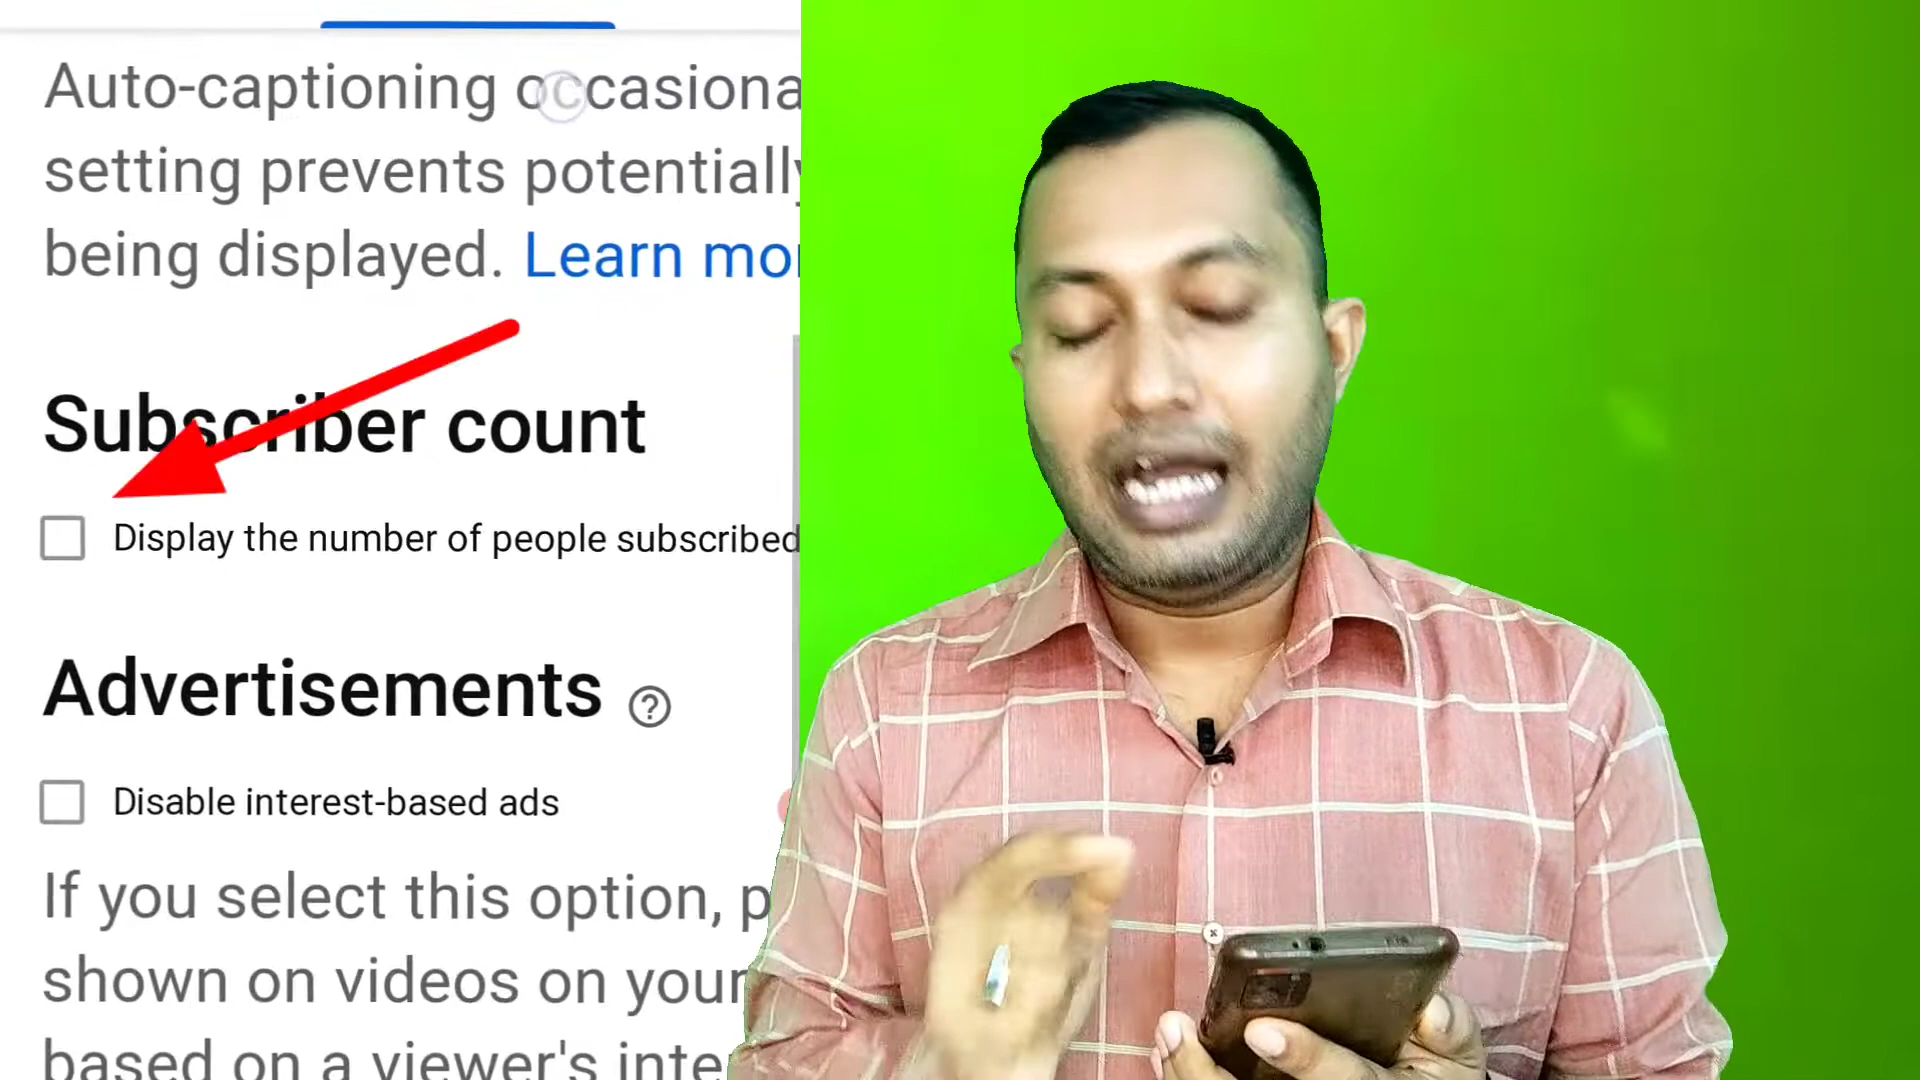 Auto-captioning occasiona
setting prevents potentially
being displayed. Learn mo
Subscriber count
Display the number of people subscribed
Advertisements
Disable interest-based ads
If you select this option, p
shown on videos on your
based on a viewer's inte